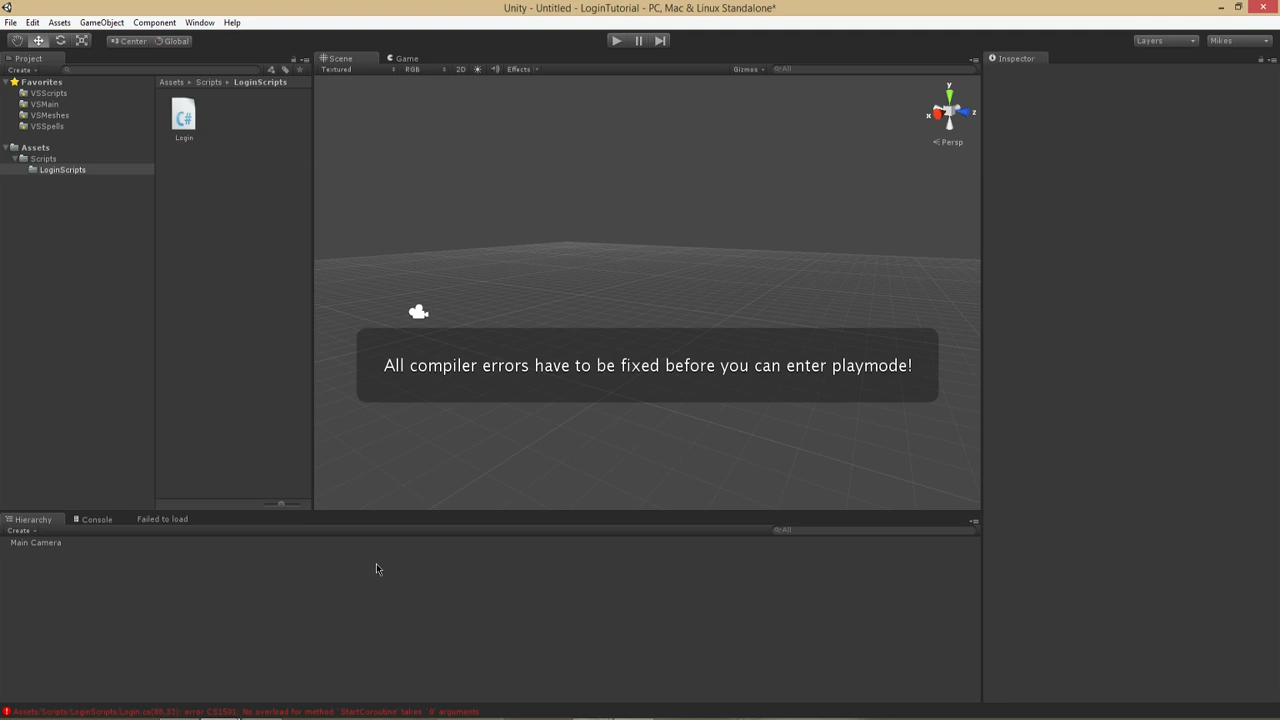 Unity - Untitled - LoginTutorial - PC, Mac & Linux Standalone*
File Edit Assets GameObject Component Window Help
Center Global Layers Mikes
Project Scene Game Inspector
Create Textured RGB 2D Effects Gizmos All
Favorites
VSScripts
VSMain
VSMeshes
VSSpells
Assets
Scripts
LoginScripts
Assets Scripts LoginScripts
C#
Login
y
x z
Persp
All compiler errors have to be fixed before you can enter playmode!
Hierarchy Console Failed to load
Create All
Main Camera
Assets/Scripts/LoginScripts/Login.cs(86,33): error CS1501: No overload for method `StartCoroutine' takes `0' arguments